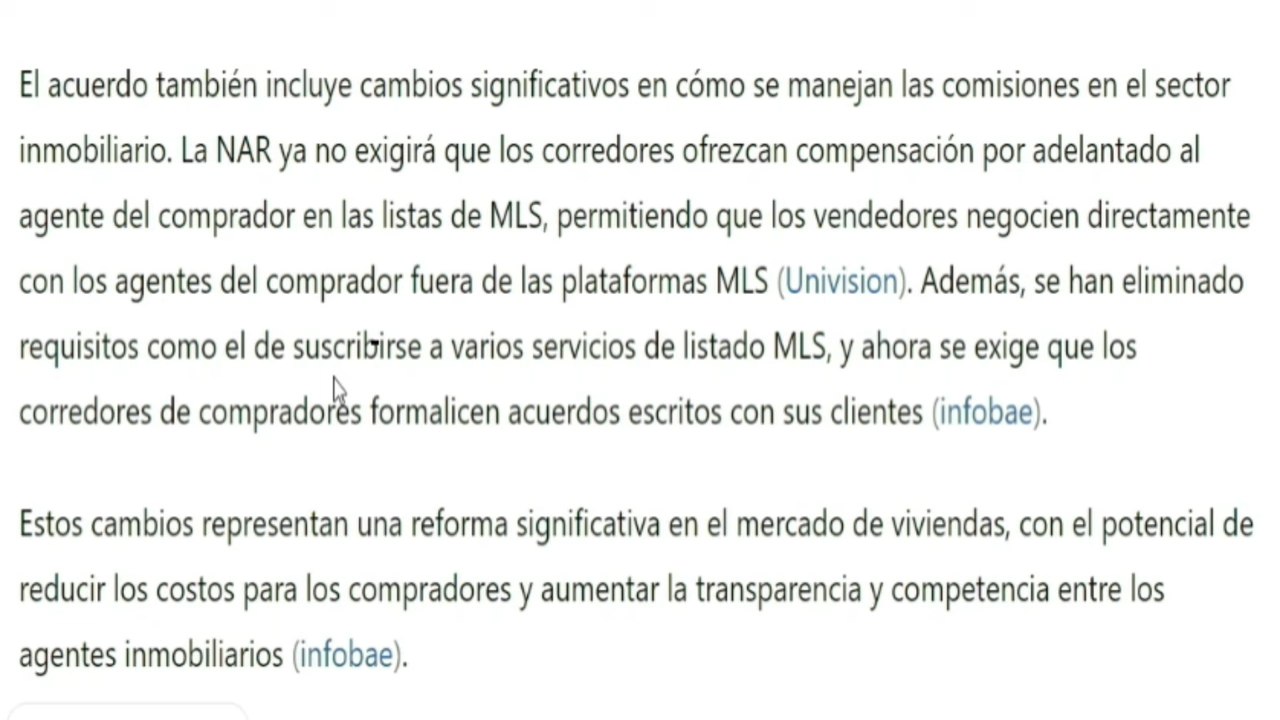 El acuerdo también incluye cambios significativos en cómo se manejan las comisiones en el sector
inmobiliario. La NAR ya no exigirá que los corredores ofrezcan compensación por adelantado al
agente del comprador en las listas de MLS, permitiendo que los vendedores negocien directamente
con los agentes del comprador fuera de las plataformas MLS (Univision). Además, se han eliminado
requisitos como el de suscribirse a varios servicios de listado MLS, y ahora se exige que los
corredores de compradores formalicen acuerdos escritos con sus clientes (infobae).
Estos cambios representan una reforma significativa en el mercado de viviendas, con el potencial de
reducir los costos para los compradores y aumentar la transparencia y competencia entre los
agentes inmobiliarios (infobae).